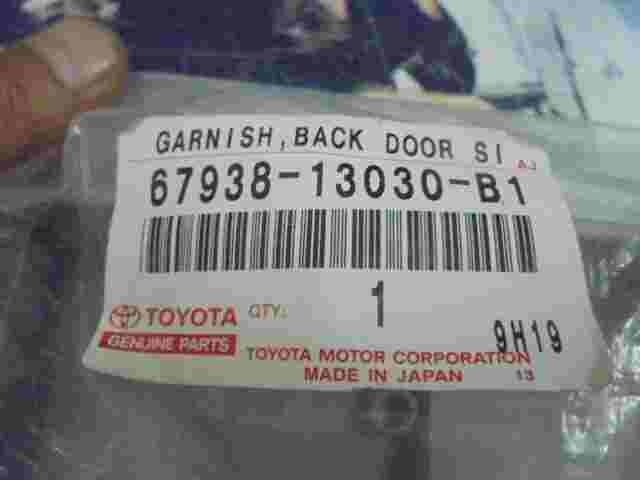 GARNISH, BACK DOOR SI AJ
67938-13030-B1
TOYOTA QTY. 1
GENUINE PARTS 9H19
TOYOTA MOTOR CORPORATION
MADE IN JAPAN 13